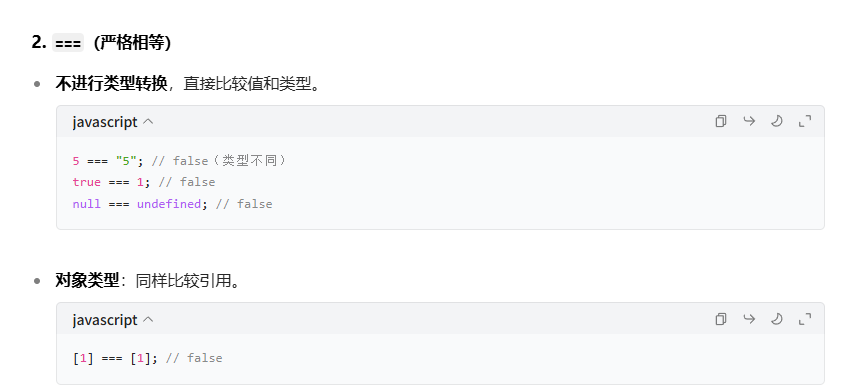 2. === （严格相等）
不进行类型转换，直接比较值和类型。
javascript
5 === "5"; // false（类型不同）
true === 1; // false
null === undefined; // false
对象类型：同样比较引用。
javascript
[1] === [1]; // false